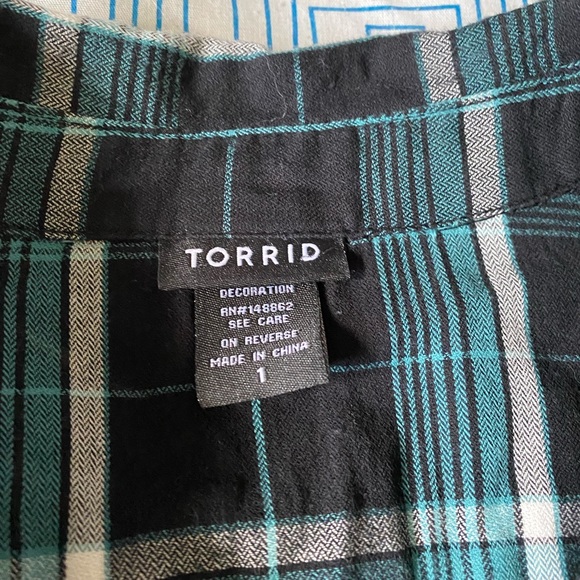 TORRID
DECORATION
RN#148862
SEE CARE
ON REVERSE
MADE IN CHINA
1